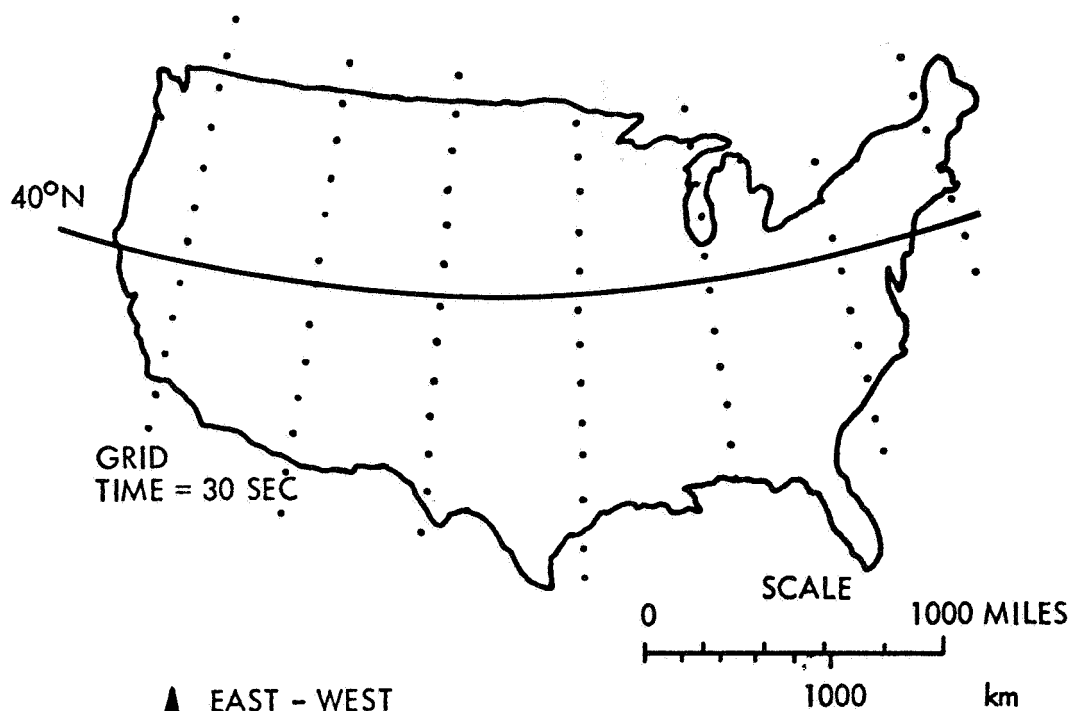 40°N
GRID
TIME = 30 SEC
SCALE
0 1000 MILES
1000 km
EAST - WEST